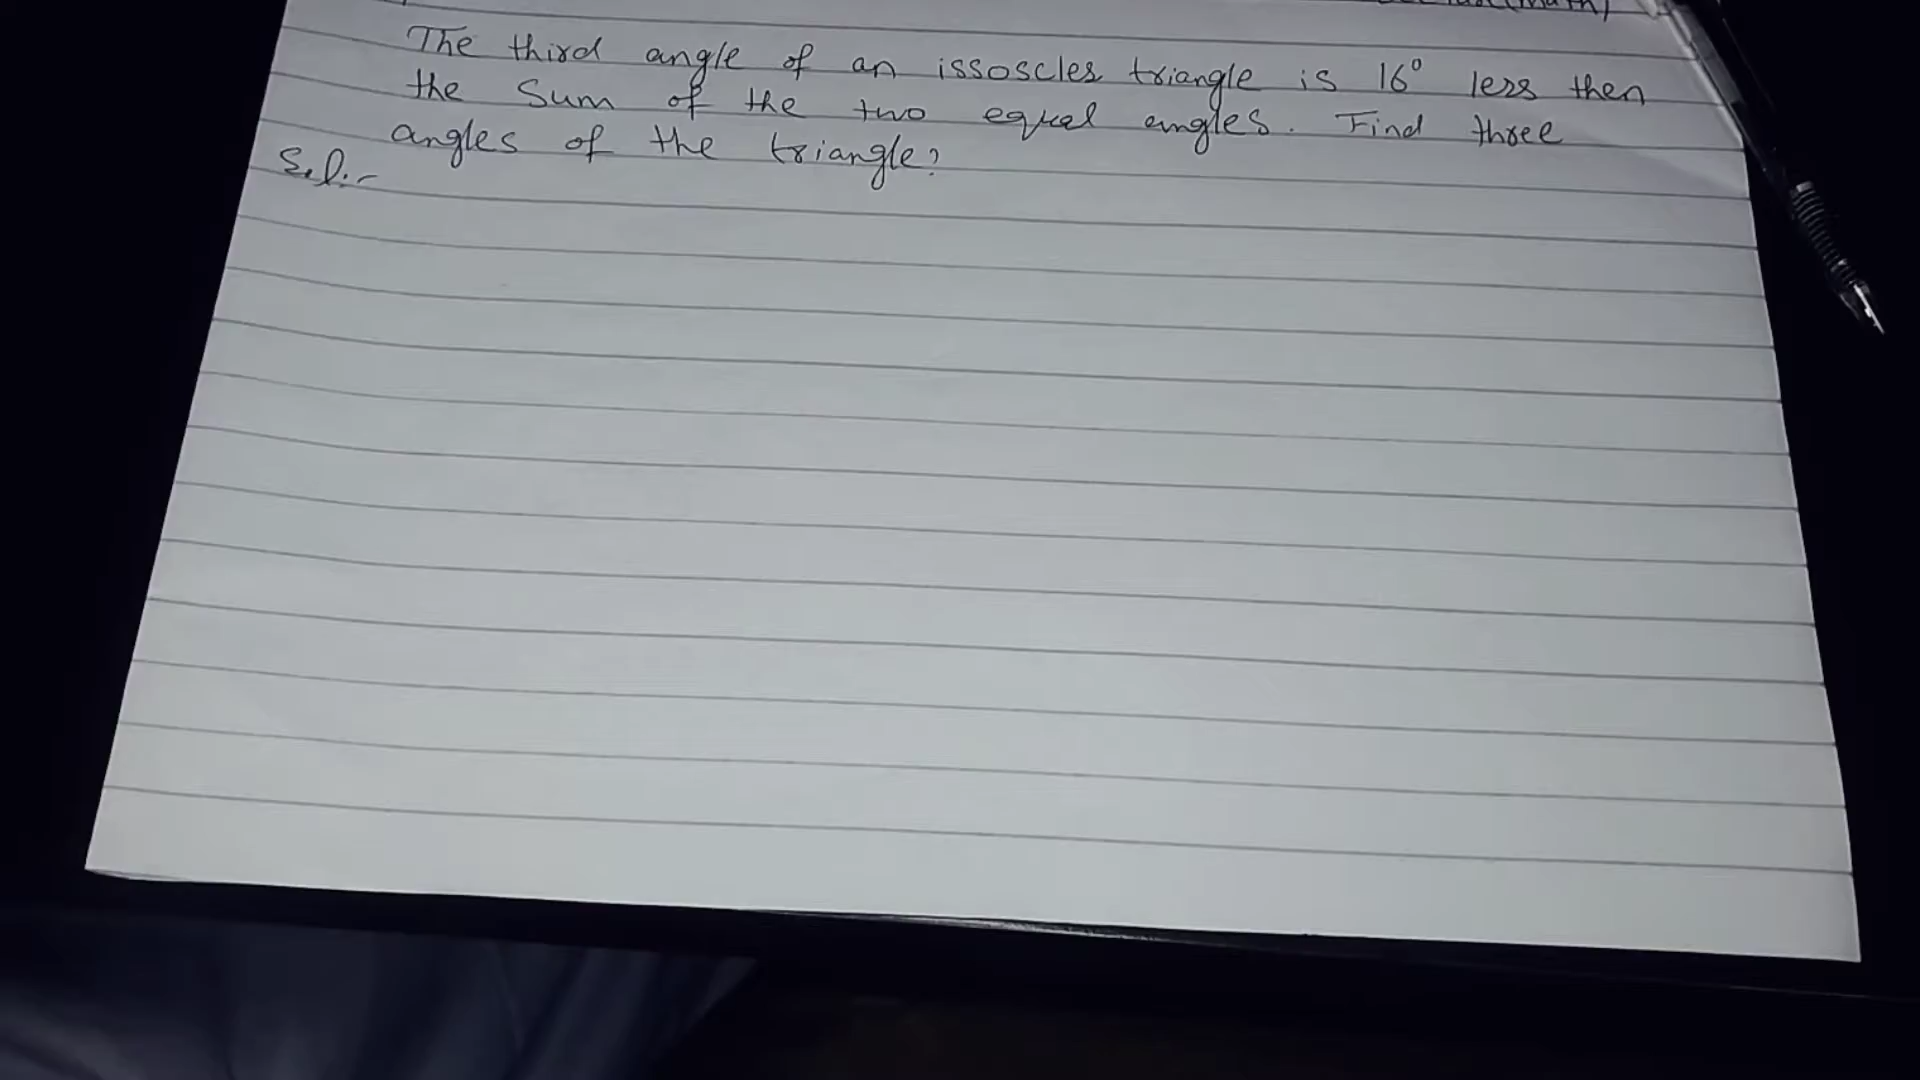 The third angle of an issoscles triangle is 16° less then
the Sum of the two equal angles. Find three
angles of the triangle?
Sol:-